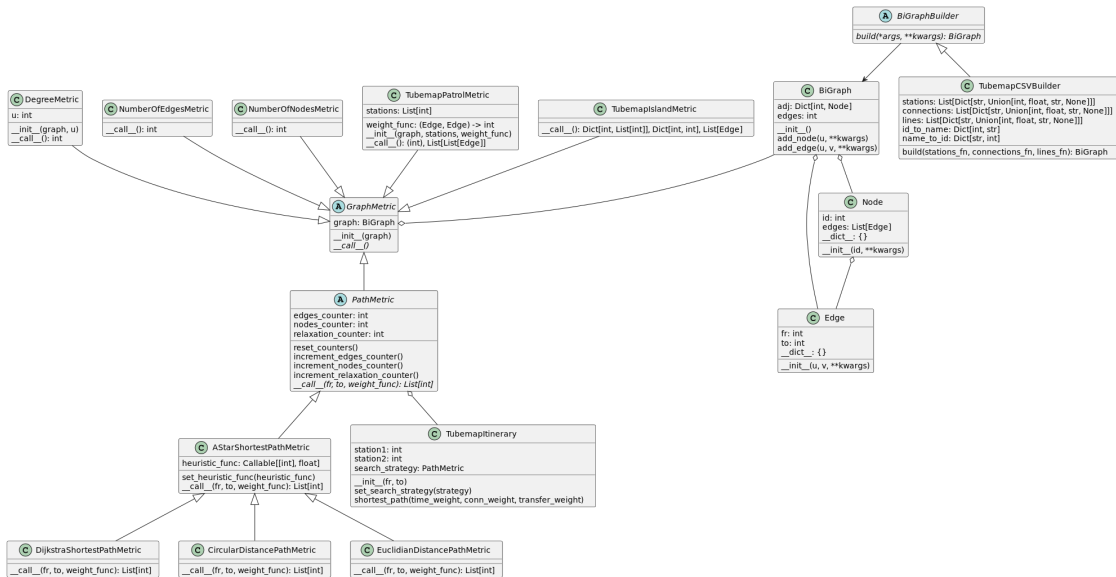 A BiGraphBuilder
build(*args, **kwargs): BiGraph
C DegreeMetric
u: int
__init__(graph, u)
__call__(): int
C NumberOfEdgesMetric
__call__(): int
C NumberOfNodesMetric
__call__(): int
C TubemapPatrolMetric
stations: List[int]
weight_func: (Edge, Edge) -> int
__init__(graph, stations, weight_func)
__call__(): (int), List[List[Edge]]
C TubemapIslandMetric
__call__(): Dict[int, List[int]], Dict[int, int], List[Edge]
C BiGraph
adj: Dict[int, Node]
edges: int
__init__()
add_node(u, **kwargs)
add_edge(u, v, **kwargs)
C TubemapCSVBuilder
stations: List[Dict[str, Union[int, float, str, None]]]
connections: List[Dict[str, Union[int, float, str, None]]]
lines: List[Dict[str, Union[int, float, str, None]]]
id_to_name: Dict[int, str]
name_to_id: Dict[str, int]
build(stations_fn, connections_fn, lines_fn): BiGraph
A GraphMetric
graph: BiGraph
__init__(graph)
__call__()
C Node
id: int
edges: List[Edge]
__dict__: {}
__init__(id, **kwargs)
A PathMetric
edges_counter: int
nodes_counter: int
relaxation_counter: int
reset_counters()
increment_edges_counter()
increment_nodes_counter()
increment_relaxation_counter()
__call__(fr, to, weight_func): List[int]
C Edge
fr: int
to: int
__dict__: {}
__init__(u, v, **kwargs)
C AStarShortestPathMetric
heuristic_func: Callable[[int], float]
set_heuristic_func(heuristic_func)
__call__(fr, to, weight_func): List[int]
C TubemapItinerary
station1: int
station2: int
search_strategy: PathMetric
__init__(fr, to)
set_search_strategy(strategy)
shortest_path(time_weight, conn_weight, transfer_weight)
C DijkstraShortestPathMetric
__call__(fr, to, weight_func): List[int]
C CircularDistancePathMetric
__call__(fr, to, weight_func): List[int]
C EuclidianDistancePathMetric
__call__(fr, to, weight_func): List[int]